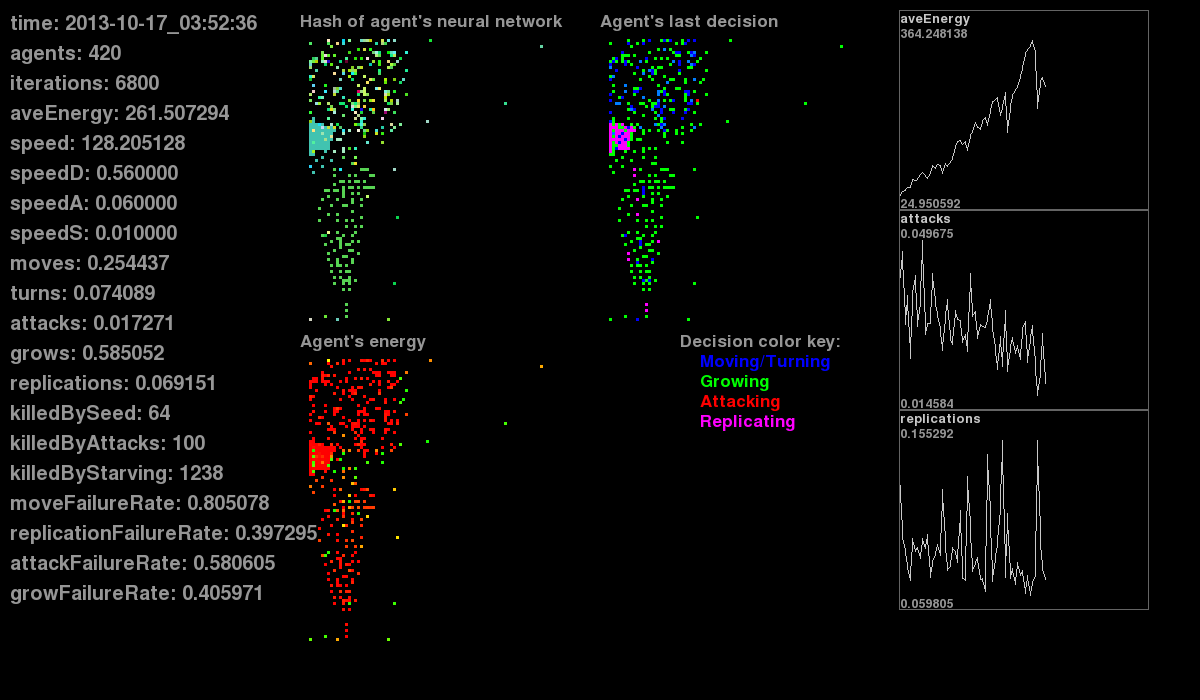 time: 2013-10-17_03:52:36
agents: 420
iterations: 6800
aveEnergy: 261.507294
speed: 128.205128
speedD: 0.560000
speedA: 0.060000
speedS: 0.010000
moves: 0.254437
turns: 0.074089
attacks: 0.017271
grows: 0.585052
replications: 0.069151
killedBySeed: 64
killedByAttacks: 100
killedByStarving: 1238
moveFailureRate: 0.805078
replicationFailureRate: 0.397295
attackFailureRate: 0.580605
growFailureRate: 0.405971
Hash of agent's neural network
Agent's last decision
Agent's energy
Decision color key:
Moving/Turning
Growing
Attacking
Replicating
aveEnergy
364.248138
24.950592
attacks
0.049675
0.014584
replications
0.155292
0.059805